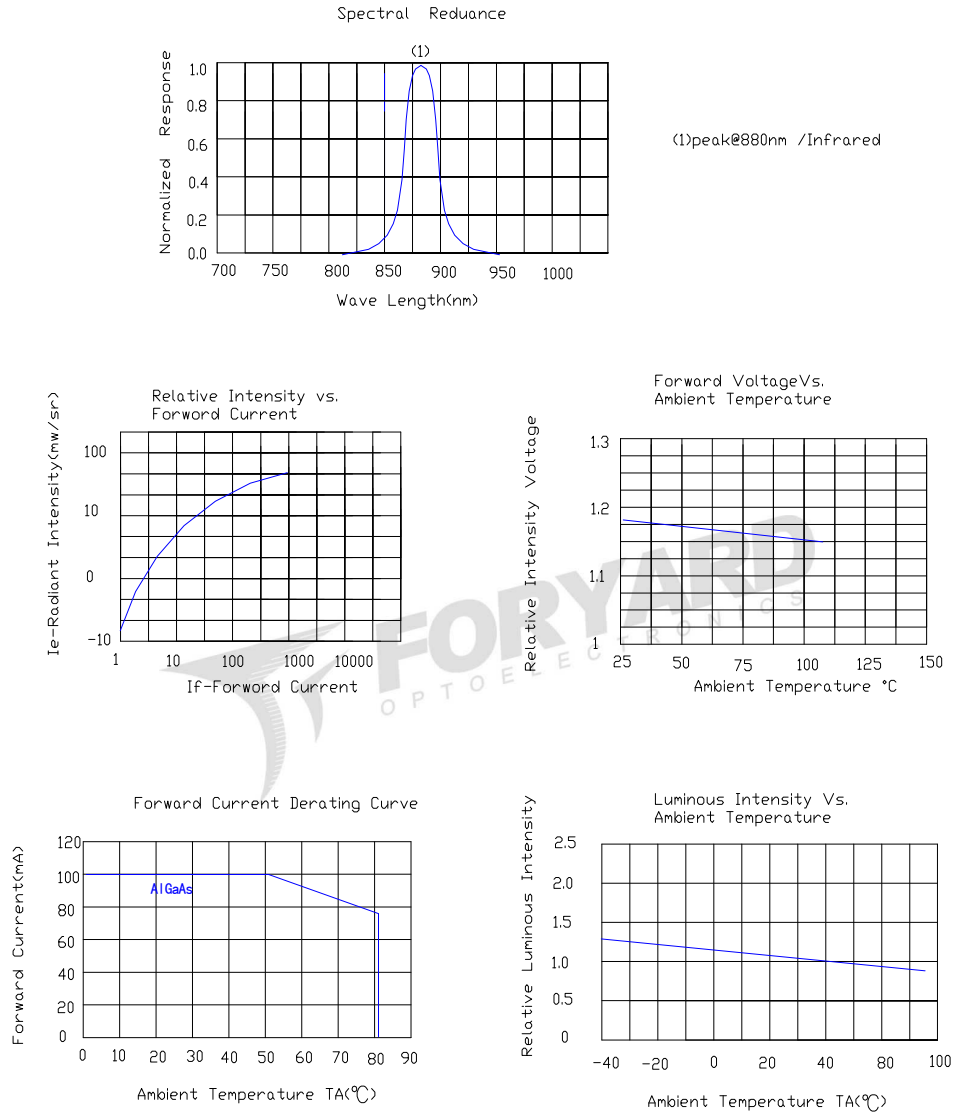 Spectral Reduance
(1)
Normalized Response
1.0
0.8
0.6
0.4
0.2
0.0
700 750 800 850 900 950 1000
Wave Length(nm)
(1)peak@880nm /Infrared
Relative Intensity vs.
Forword Current
Ie-Radiant Intensity(mw/sr)
100
10
0
-10
1 10 100 1000 10000
If-Forword Current
Forward VoltageVs.
Ambient Temperature
Relative Intensity Voltage
1.3
1.2
1.1
1
25 50 75 100 125 150
Ambient Temperature °C
FORYARD
OPTOELECTRONICS
Forward Current Derating Curve
Forward Current(mA)
120
100
80
60
40
20
0
AlGaAs
0 10 20 30 40 50 60 70 80 90
Ambient Temperature TA(℃)
Luminous Intensity Vs.
Ambient Temperature
Relative Luminous Intensity
2.5
2.0
1.5
1.0
0.5
0
-40 -20 0 20 40 60 80 100
Ambient Temperature TA(℃)